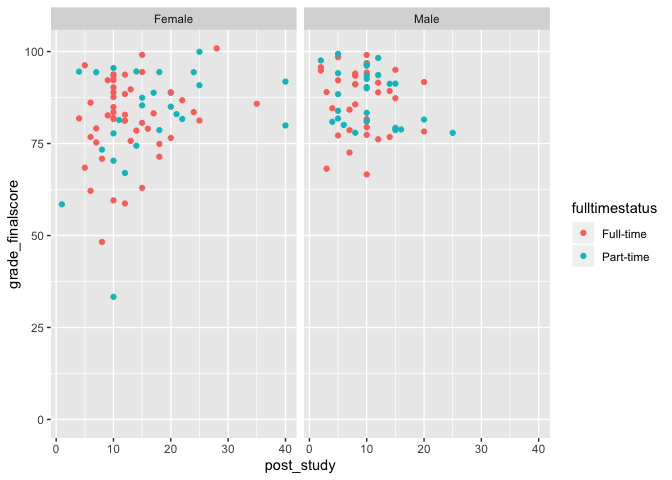 Female Male
100
75
50
25
0
grade_finalscore
0 10 20 30 40 0 10 20 30 40
post_study
fulltimestatus
Full-time
Part-time